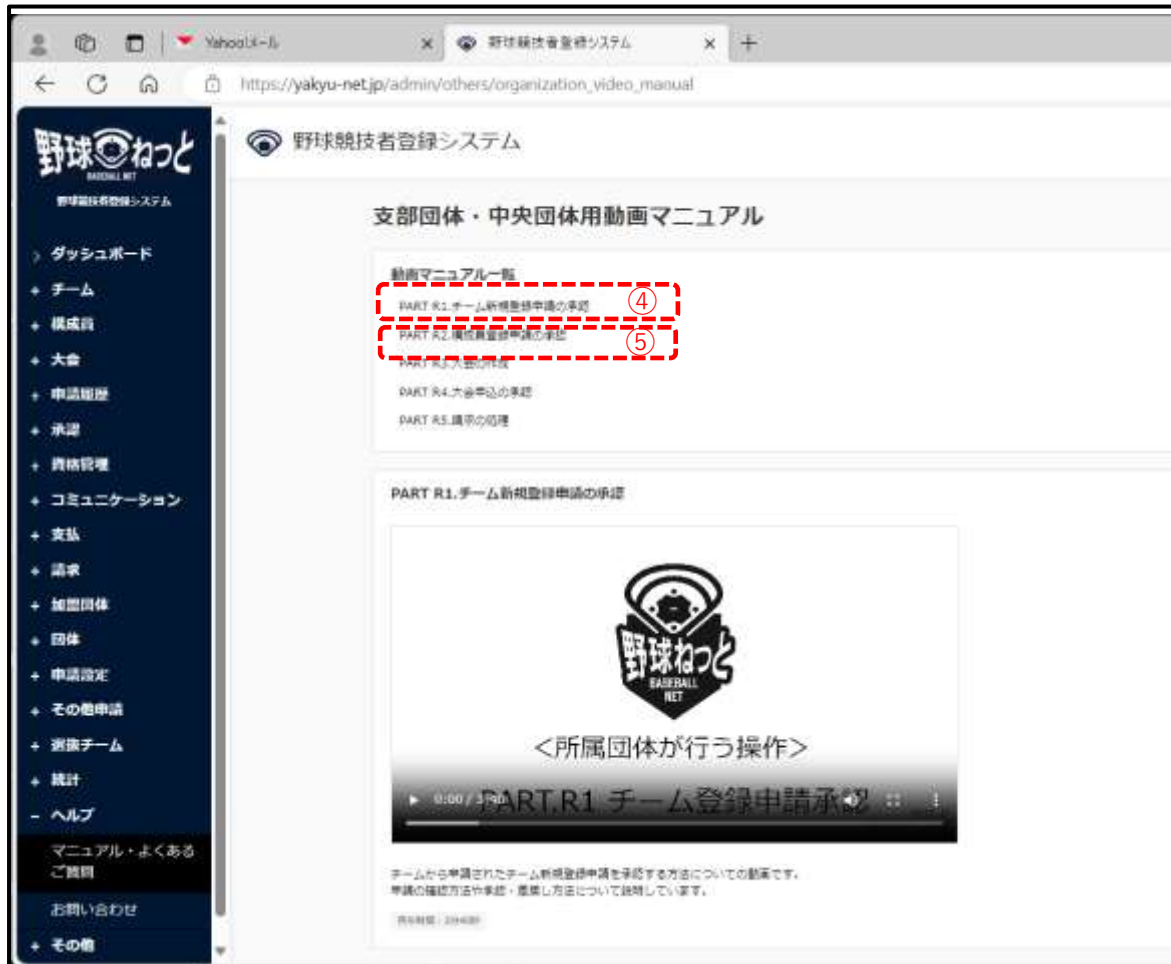 Yahoo!メール
野球競技者登録システム
https://yakyu-net.jp/admin/others/organization_video_manual
野球ねっと
BASEBALL NET
野球競技者登録システム
ダッシュボード
チーム
構成員
大会
申請履歴
承認
資格管理
コミュニケーション
支払
請求
加盟団体
団体
申請設定
その他申請
選抜チーム
統計
ヘルプ
マニュアル・よくある
ご質問
お問い合わせ
その他
野球競技者登録システム
支部団体・中央団体用動画マニュアル
動画マニュアル一覧
PART R1.チーム新規登録申請の承認
④
PART R2.構成員登録申請の承認
⑤
PART R3.大会の作成
PART R4.大会申込の承認
PART R5.請求の処理
PART R1.チーム新規登録申請の承認
野球ねっと
BASEBALL
NET
<所属団体が行う操作>
PART.R1 チーム登録申請承認
0:00
チームから申請されたチーム新規登録申請を承認する方法についての動画です。
申請の確認方法や承認・差戻し方法について説明しています。